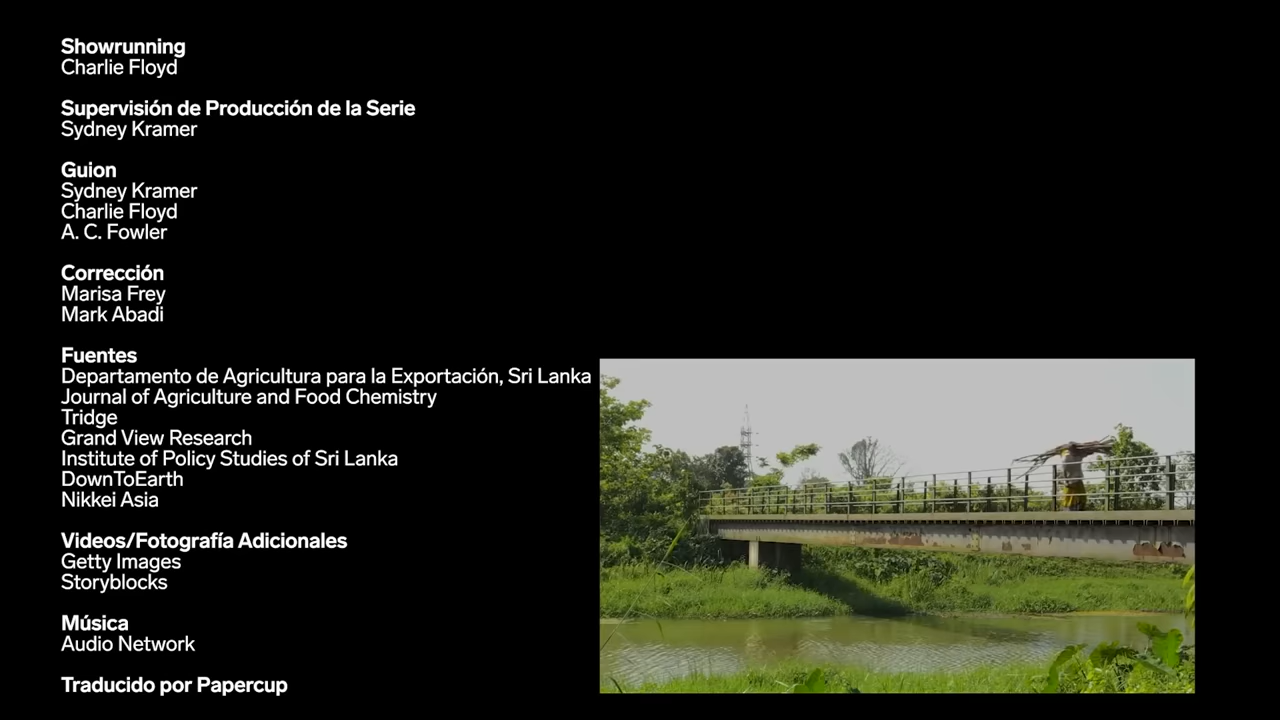 Showrunning
Charlie Floyd
Supervisión de Producción de la Serie
Sydney Kramer
Guion
Sydney Kramer
Charlie Floyd
A. C. Fowler
Corrección
Marisa Frey
Mark Abadi
Fuentes
Departamento de Agricultura para la Exportación, Sri Lanka
Journal of Agriculture and Food Chemistry
Tridge
Grand View Research
Institute of Policy Studies of Sri Lanka
DownToEarth
Nikkei Asia
Videos/Fotografía Adicionales
Getty Images
Storyblocks
Música
Audio Network
Traducido por Papercup